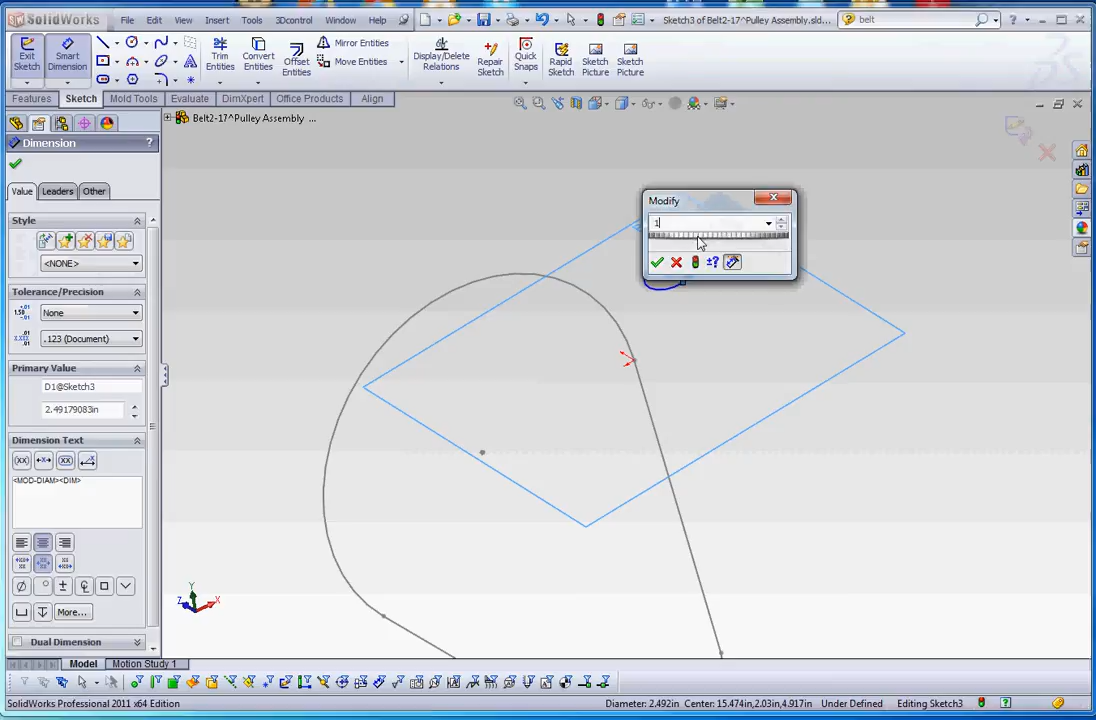 SolidWorks File Edit View Insert Tools 3Dcontrol Window Help Sketch3 of Belt2-17^Pulley Assembly.sld... belt
Exit Sketch
Smart Dimension
Trim Entities
Convert Entities
Offset Entities
Mirror Entities
Move Entities
Display/Delete Relations
Repair Sketch
Quick Snaps
Rapid Sketch
Sketch Picture
Sketch Picture
Features Sketch Mold Tools Evaluate DimXpert Office Products Align
Belt2-17^Pulley Assembly ...
Dimension ?
Value Leaders Other
Style
<NONE>
Tolerance/Precision
None
.123 (Document)
Primary Value
D1@Sketch3
2.49179083in
Dimension Text
<MOD-DIAM><DIM>
More...
Dual Dimension
Modify
1
Y
Z X
Model Motion Study 1
SolidWorks Professional 2011 x64 Edition Diameter: 2.492in Center: 15.474in,2.03in,4.917in Under Defined Editing Sketch3